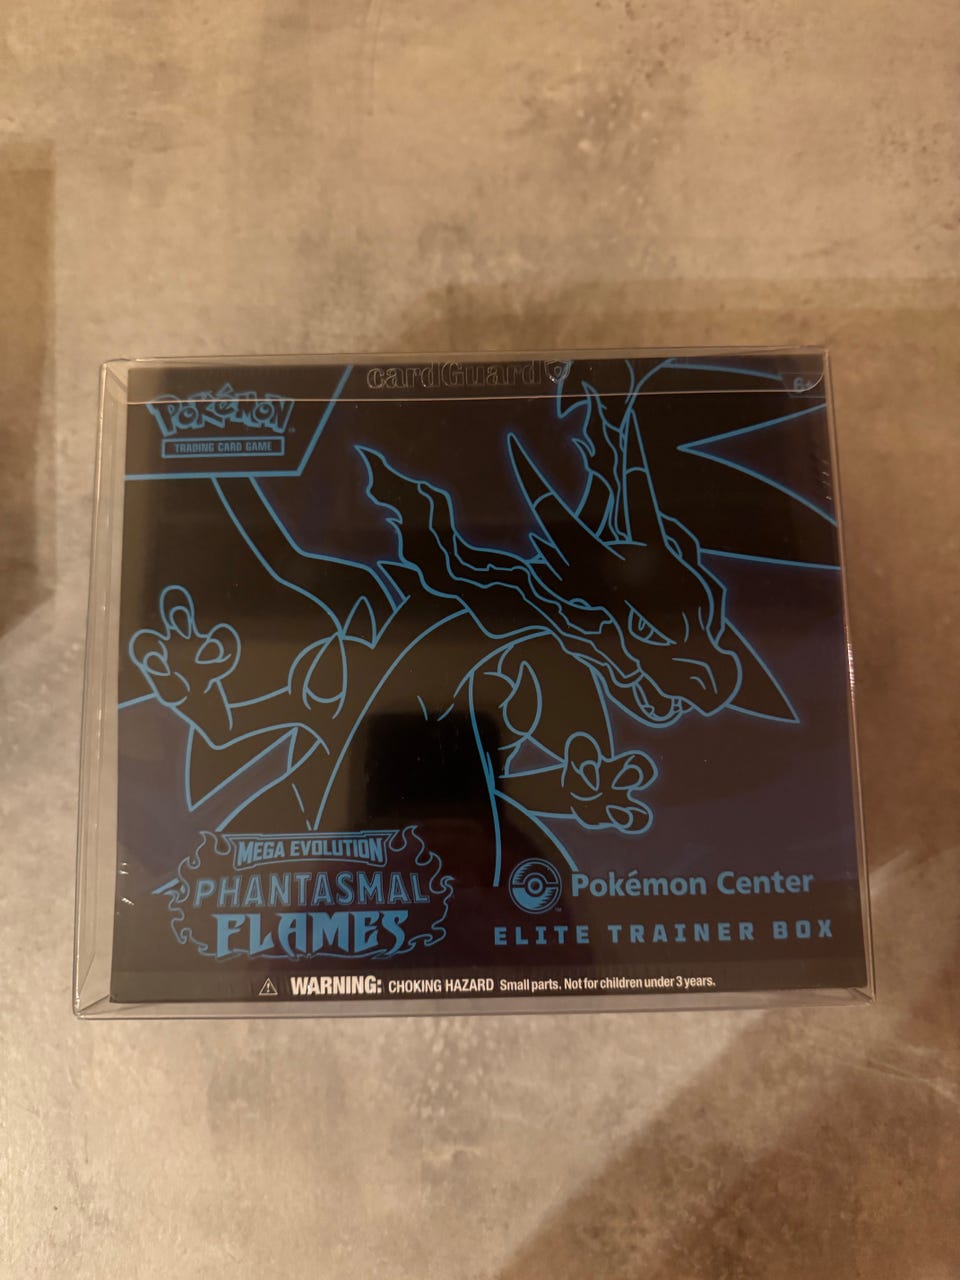 cardGuard
6+
POKÉMON
TRADING CARD GAME
MEGA EVOLUTION
PHANTASMAL
FLAMES
Pokémon Center
ELITE TRAINER BOX
WARNING: CHOKING HAZARD Small parts. Not for children under 3 years.